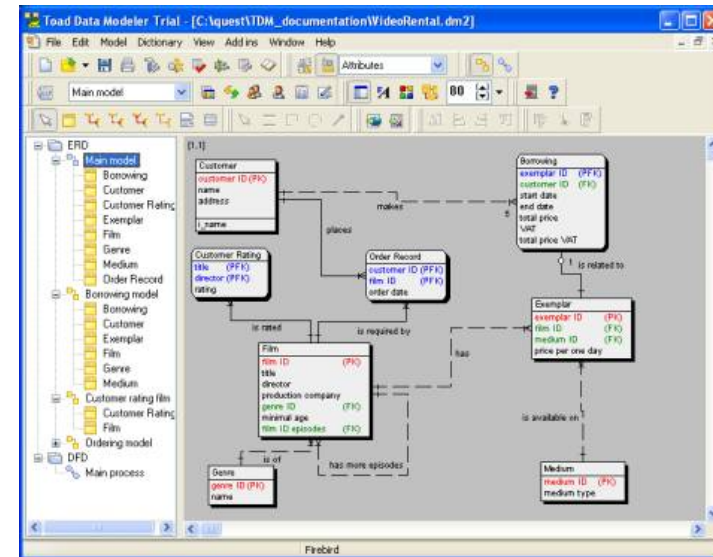 Toad Data Modeler Trial - [C:\quest\TDM_documentation\VideoRental.dm2]
File Edit Model Dictionary View Add ins Window Help
Attributes
Main model
80
ERD
Main model
Borrowing
Customer
Customer Rating
Exemplar
Film
Genre
Medium
Order Record
Borrowing model
Borrowing
Customer
Exemplar
Film
Genre
Medium
Customer rating film
Customer Rating
Film
Ordering model
DFD
Main process
[1,1]
Customer
customer ID (PK)
name
address
i_name
makes
places
Borrowing
exemplar ID (PFK)
customer ID (FK)
start date
end date
total price
VAT
total price VAT
5
1
is related to
Customer Rating
title (PFK)
director (PFK)
rating
Order Record
customer ID (PFK)
film ID (PFK)
order date
is rated
is required by
Exemplar
exemplar ID (PK)
film ID (FK)
medium ID (FK)
price per one day
has
Film
film ID (PK)
title
director
production company
genre ID (FK)
minimal age
film ID episodes (FK)
is available on
is of
has more episodes
Genre
genre ID (PK)
name
Medium
medium ID (PK)
medium type
Firebird